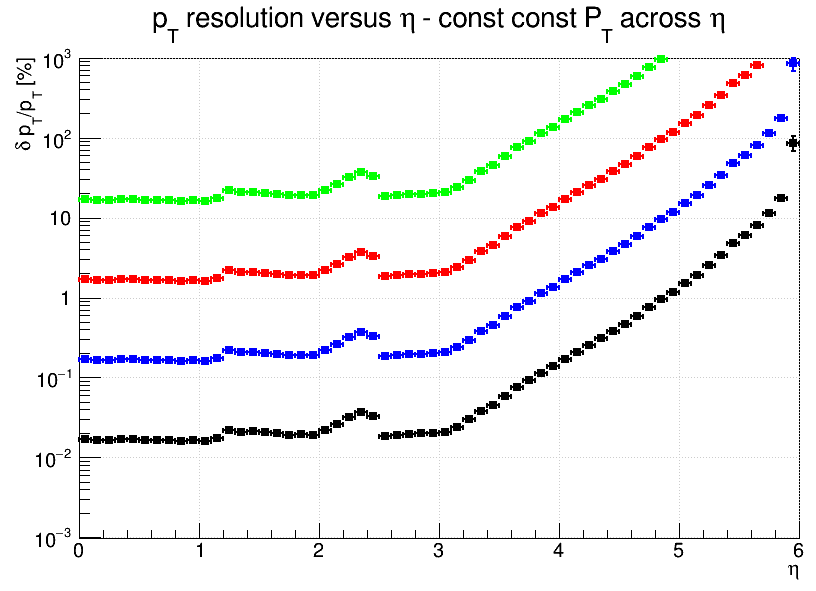 p_T resolution versus η - const const P_T across η
δ p_T/p_T [%]
10^3
10^2
10
1
10^−1
10^−2
10^−3
0 1 2 3 4 5 6
η